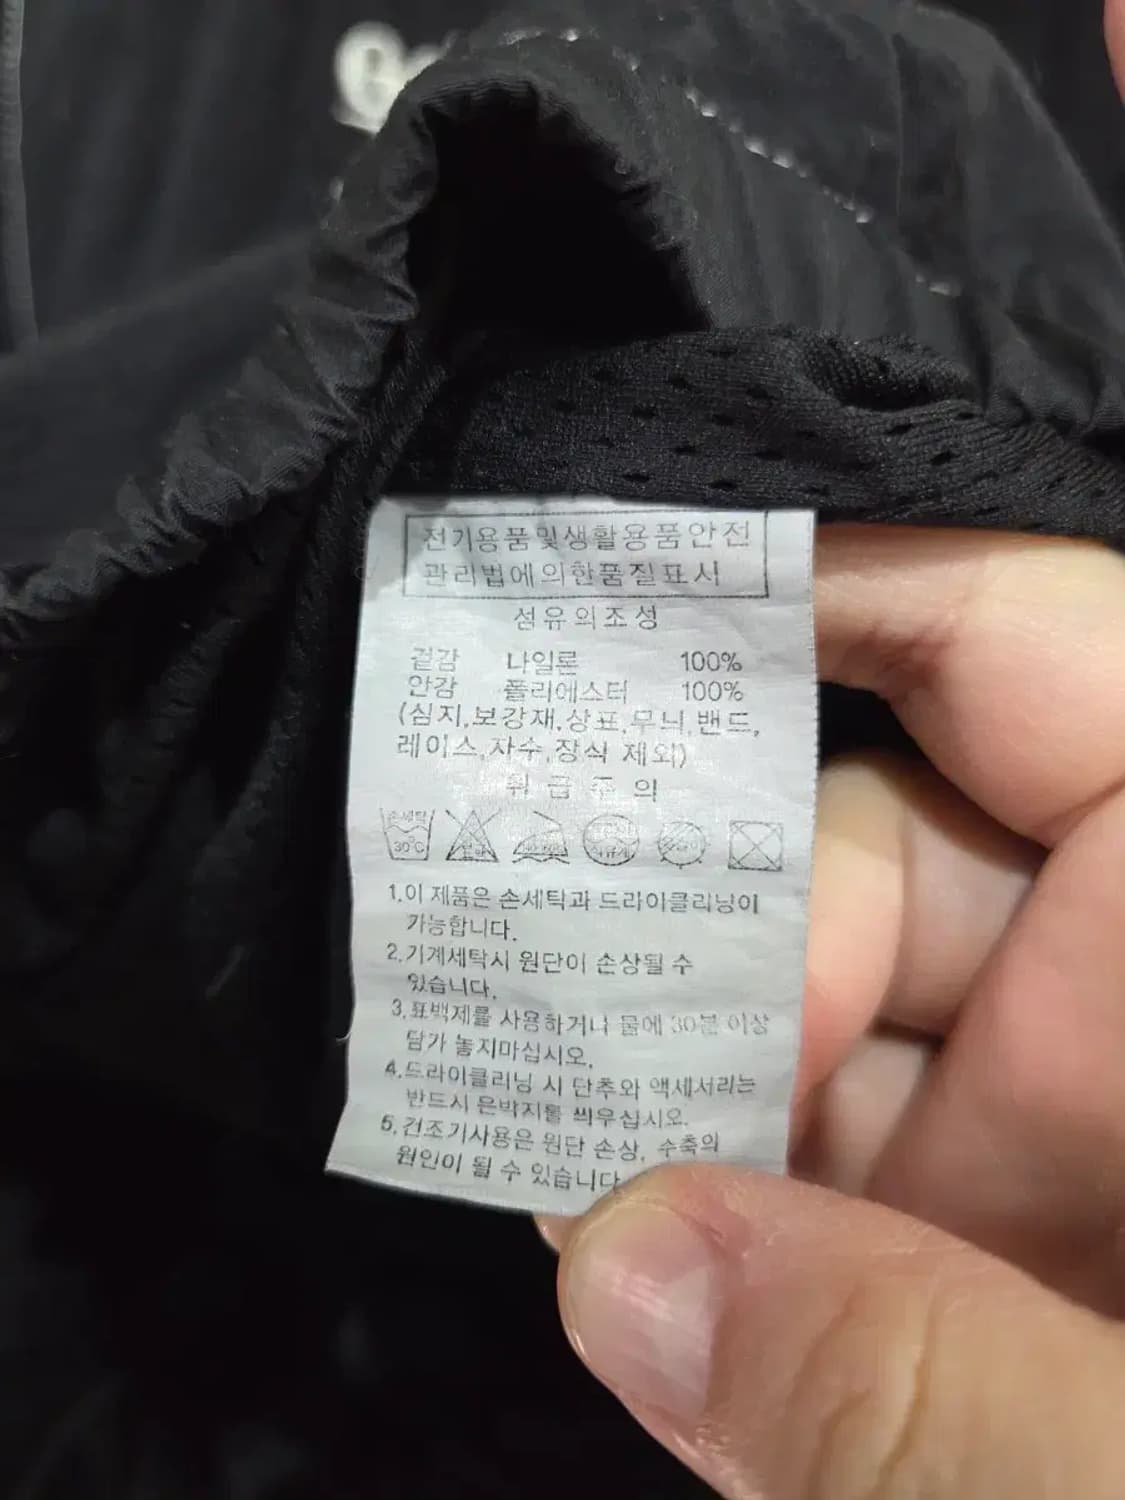 전기용품및생활용품안전
관리법에의한품질표시
섬유의조성
겉감 나일론 100%
안감 폴리에스터 100%
(심지,보강재,상표,무늬,밴드,
레이스,자수,장식 제외)
취급주의
손세탁
30°C
1.이 제품은 손세탁과 드라이클리닝이
가능합니다.
2.기계세탁시 원단이 손상될 수
있습니다.
3.표백제를 사용하거나 물에 30분 이상
담가 놓지마십시오.
4.드라이클리닝 시 단추와 액세서리는
반드시 은박지를 씌우십시오.
5.건조기사용은 원단 손상, 수축의
원인이 될 수 있습니다